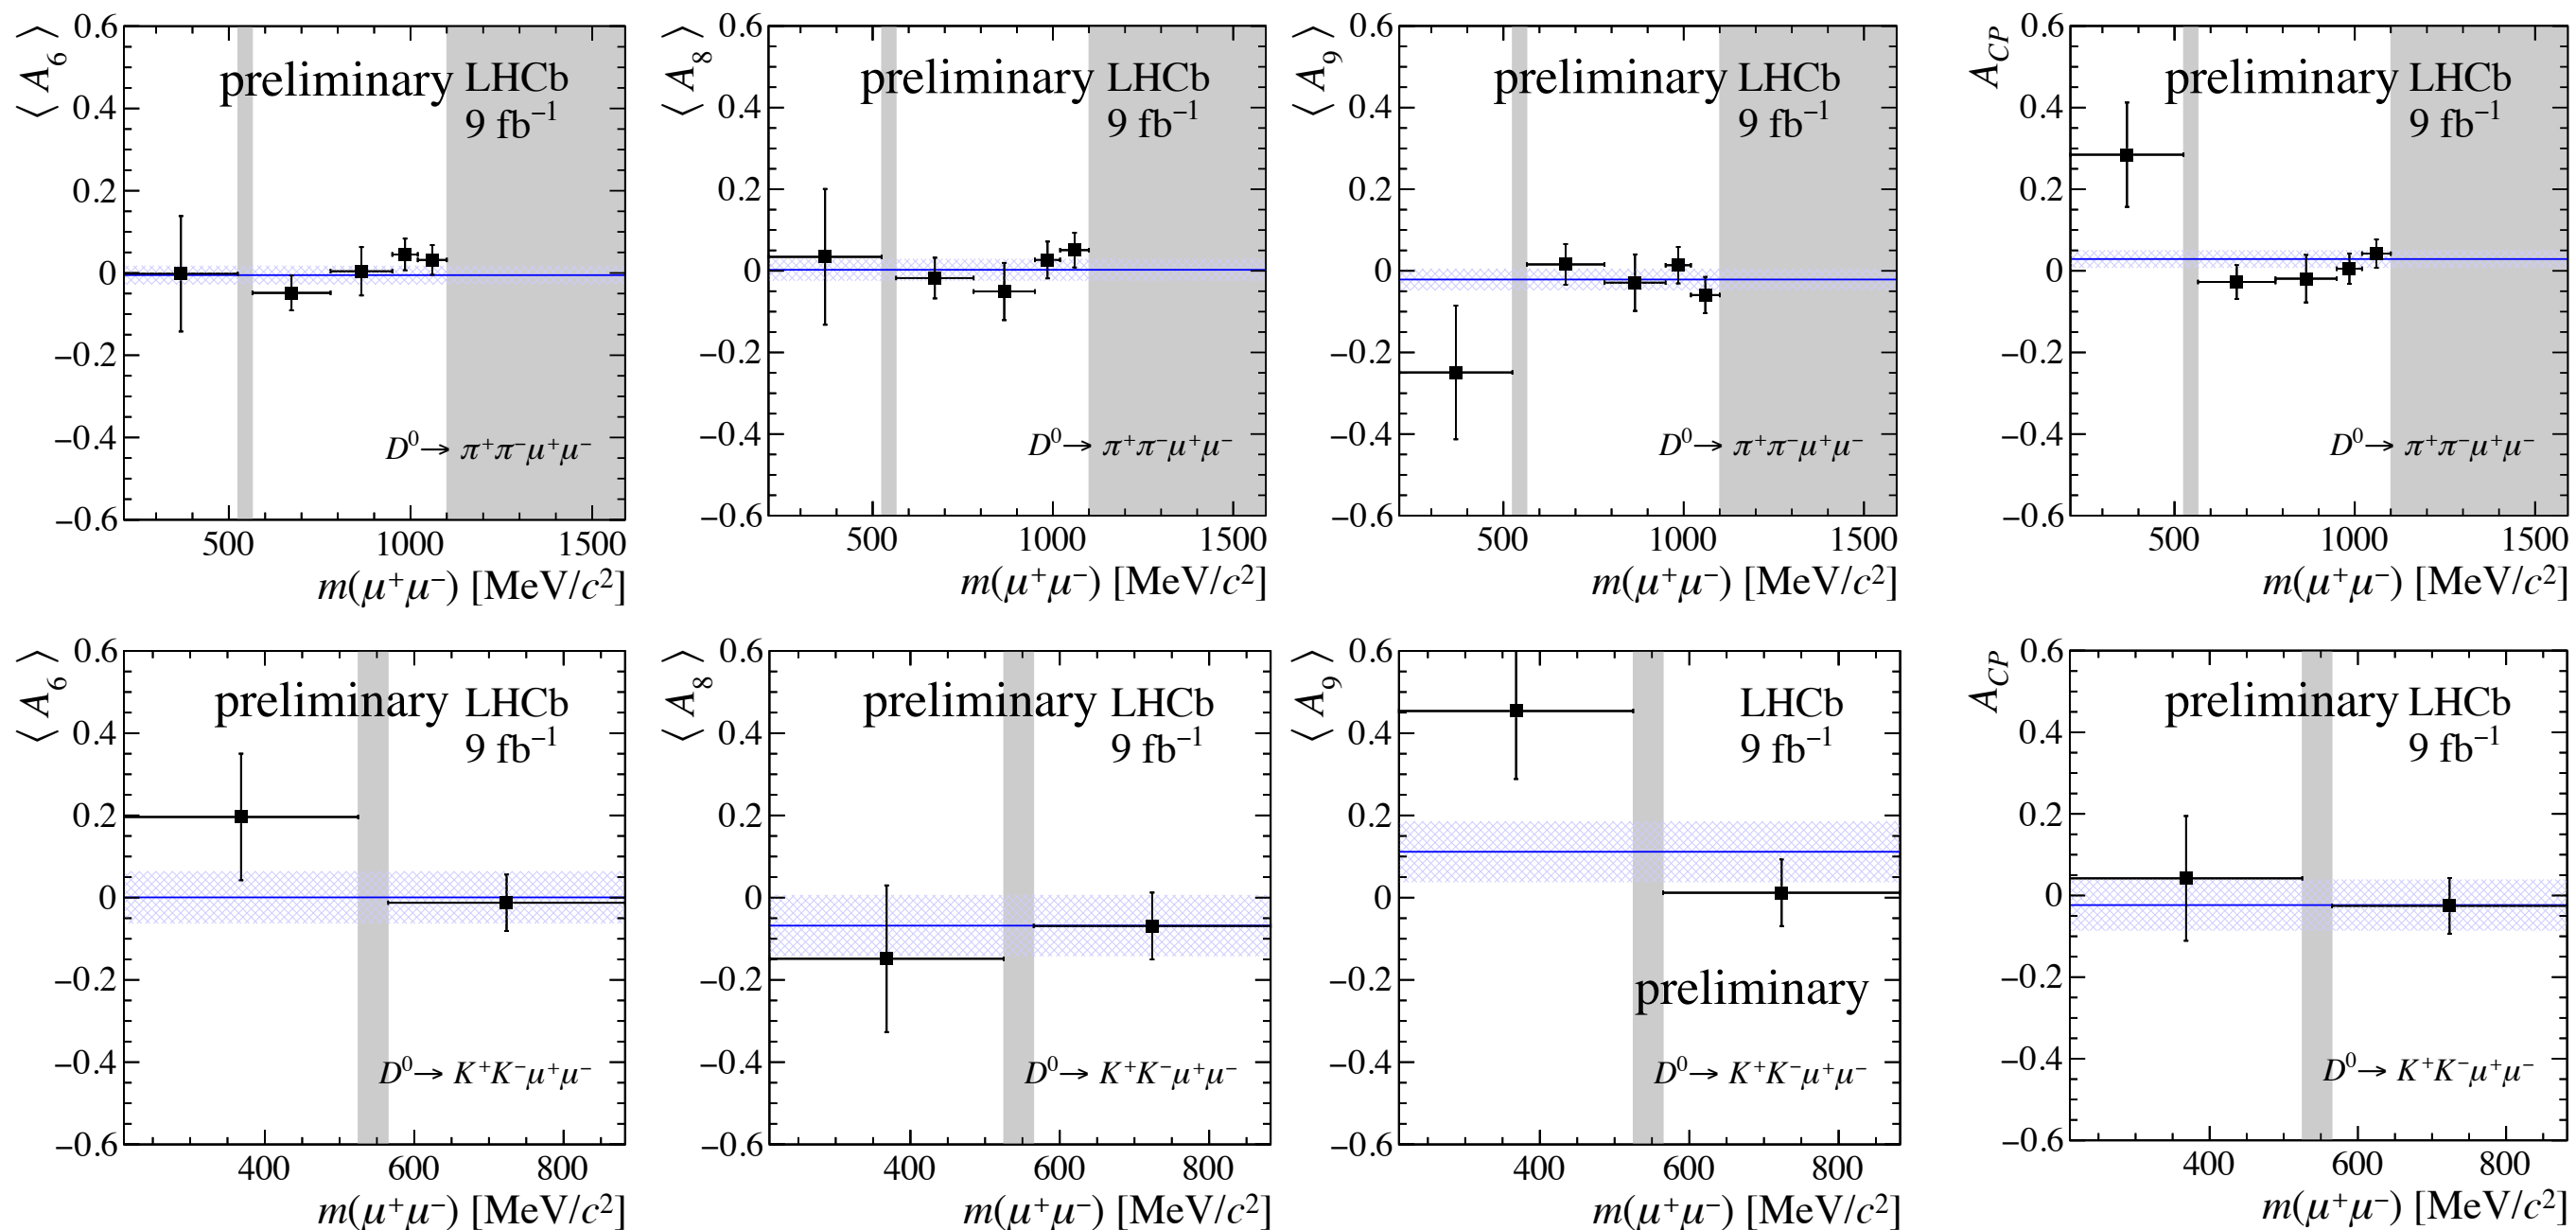 ⟨ A6 ⟩
0.6
0.4
0.2
0
−0.2
−0.4
−0.6
preliminary LHCb
9 fb−1
D0→ π+π−μ+μ−
500 1000 1500
m(μ+μ−) [MeV/c2]
⟨ A8 ⟩
0.6
0.4
0.2
0
−0.2
−0.4
−0.6
preliminary LHCb
9 fb−1
D0→ π+π−μ+μ−
500 1000 1500
m(μ+μ−) [MeV/c2]
⟨ A9 ⟩
0.6
0.4
0.2
0
−0.2
−0.4
−0.6
preliminary LHCb
9 fb−1
D0→ π+π−μ+μ−
500 1000 1500
m(μ+μ−) [MeV/c2]
ACP
0.6
0.4
0.2
0
−0.2
−0.4
−0.6
preliminary LHCb
9 fb−1
D0→ π+π−μ+μ−
500 1000 1500
m(μ+μ−) [MeV/c2]
⟨ A6 ⟩
0.6
0.4
0.2
0
−0.2
−0.4
−0.6
preliminary LHCb
9 fb−1
D0→ K+K−μ+μ−
400 600 800
m(μ+μ−) [MeV/c2]
⟨ A8 ⟩
0.6
0.4
0.2
0
−0.2
−0.4
−0.6
preliminary LHCb
9 fb−1
D0→ K+K−μ+μ−
400 600 800
m(μ+μ−) [MeV/c2]
⟨ A9 ⟩
0.6
0.4
0.2
0
−0.2
−0.4
−0.6
LHCb
9 fb−1
preliminary
D0→ K+K−μ+μ−
400 600 800
m(μ+μ−) [MeV/c2]
ACP
0.6
0.4
0.2
0
−0.2
−0.4
−0.6
preliminary LHCb
9 fb−1
D0→ K+K−μ+μ−
400 600 800
m(μ+μ−) [MeV/c2]